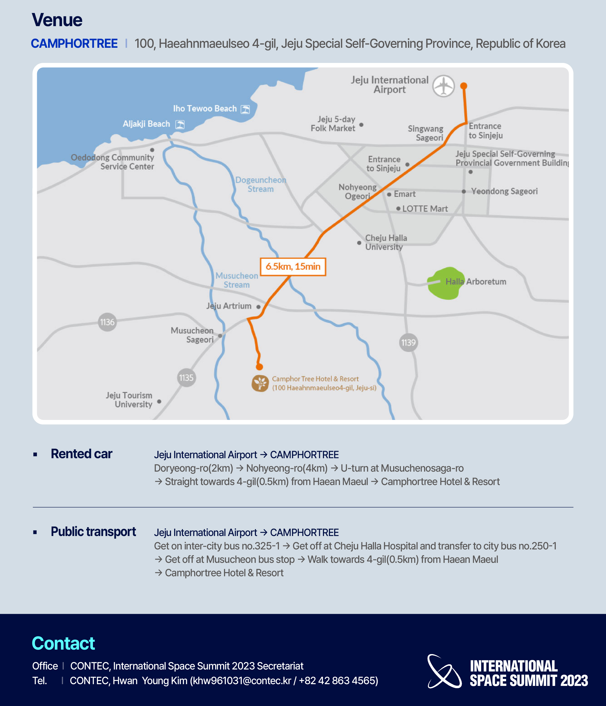 Venue
CAMPHORTREE | 100, Haeahnmaeulseo 4-gil, Jeju Special Self-Governing Province, Republic of Korea
Jeju International
Airport
Iho Tewoo Beach
Aljakji Beach
Jeju 5-day
Folk Market
Singwang
Sageori
Entrance
to Sinjeju
Oedodong Community
Service Center
Entrance
to Sinjeju
Jeju Special Self-Governing
Provincial Government Building
Dogeuncheon
Stream
Nohyeong
Ogeori
Emart
Yeondong Sageori
LOTTE Mart
Cheju Halla
University
6.5km, 15min
Musucheon
Stream
Halla Arboretum
Jeju Artrium
1136
Musucheon
Sageori
1139
1135
Camphor Tree Hotel & Resort
(100 Haeahnmaeulseo4-gil, Jeju-si)
Jeju Tourism
University
▪ Rented car
Jeju International Airport → CAMPHORTREE
Doryeong-ro(2km) → Nohyeong-ro(4km) → U-turn at Musuchenosaga-ro
→ Straight towards 4-gil(0.5km) from Haean Maeul → Camphortree Hotel & Resort
▪ Public transport
Jeju International Airport → CAMPHORTREE
Get on inter-city bus no.325-1 → Get off at Cheju Halla Hospital and transfer to city bus no.250-1
→ Get off at Musucheon bus stop → Walk towards 4-gil(0.5km) from Haean Maeul
→ Camphortree Hotel & Resort
Contact
Office | CONTEC, International Space Summit 2023 Secretariat
Tel. | CONTEC, Hwan Young Kim (khw961031@contec.kr / +82 42 863 4565)
INTERNATIONAL
SPACE SUMMIT 2023